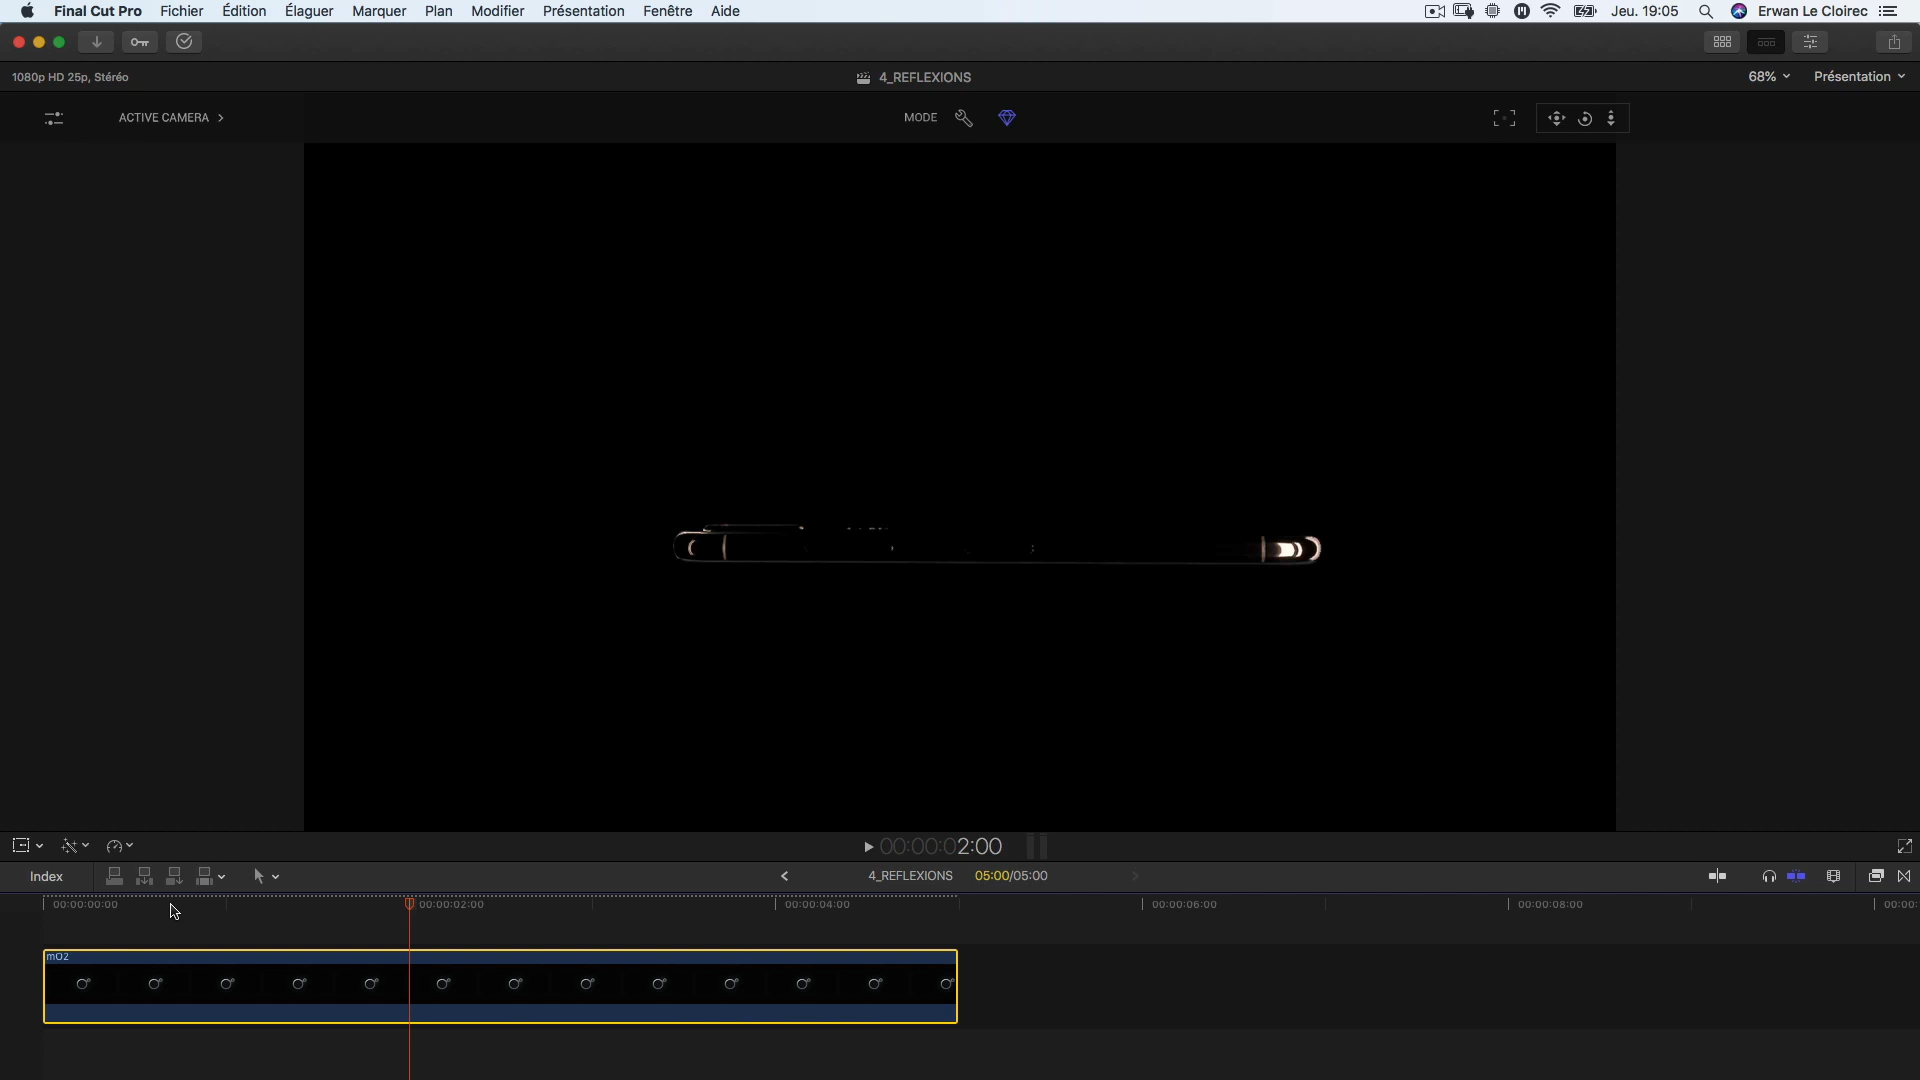 Final Cut Pro Fichier Édition Élaguer Marquer Plan Modifier Présentation Fenêtre Aide Jeu. 19:05 Erwan Le Cloirec
1080p HD 25p, Stéréo 4_REFLEXIONS 68% Présentation
ACTIVE CAMERA MODE
00:00:02:00
Index 4_REFLEXIONS 05:00/05:00
00:00:00:00 00:00:02:00 00:00:04:00 00:00:06:00 00:00:08:00 00:00:
mO2